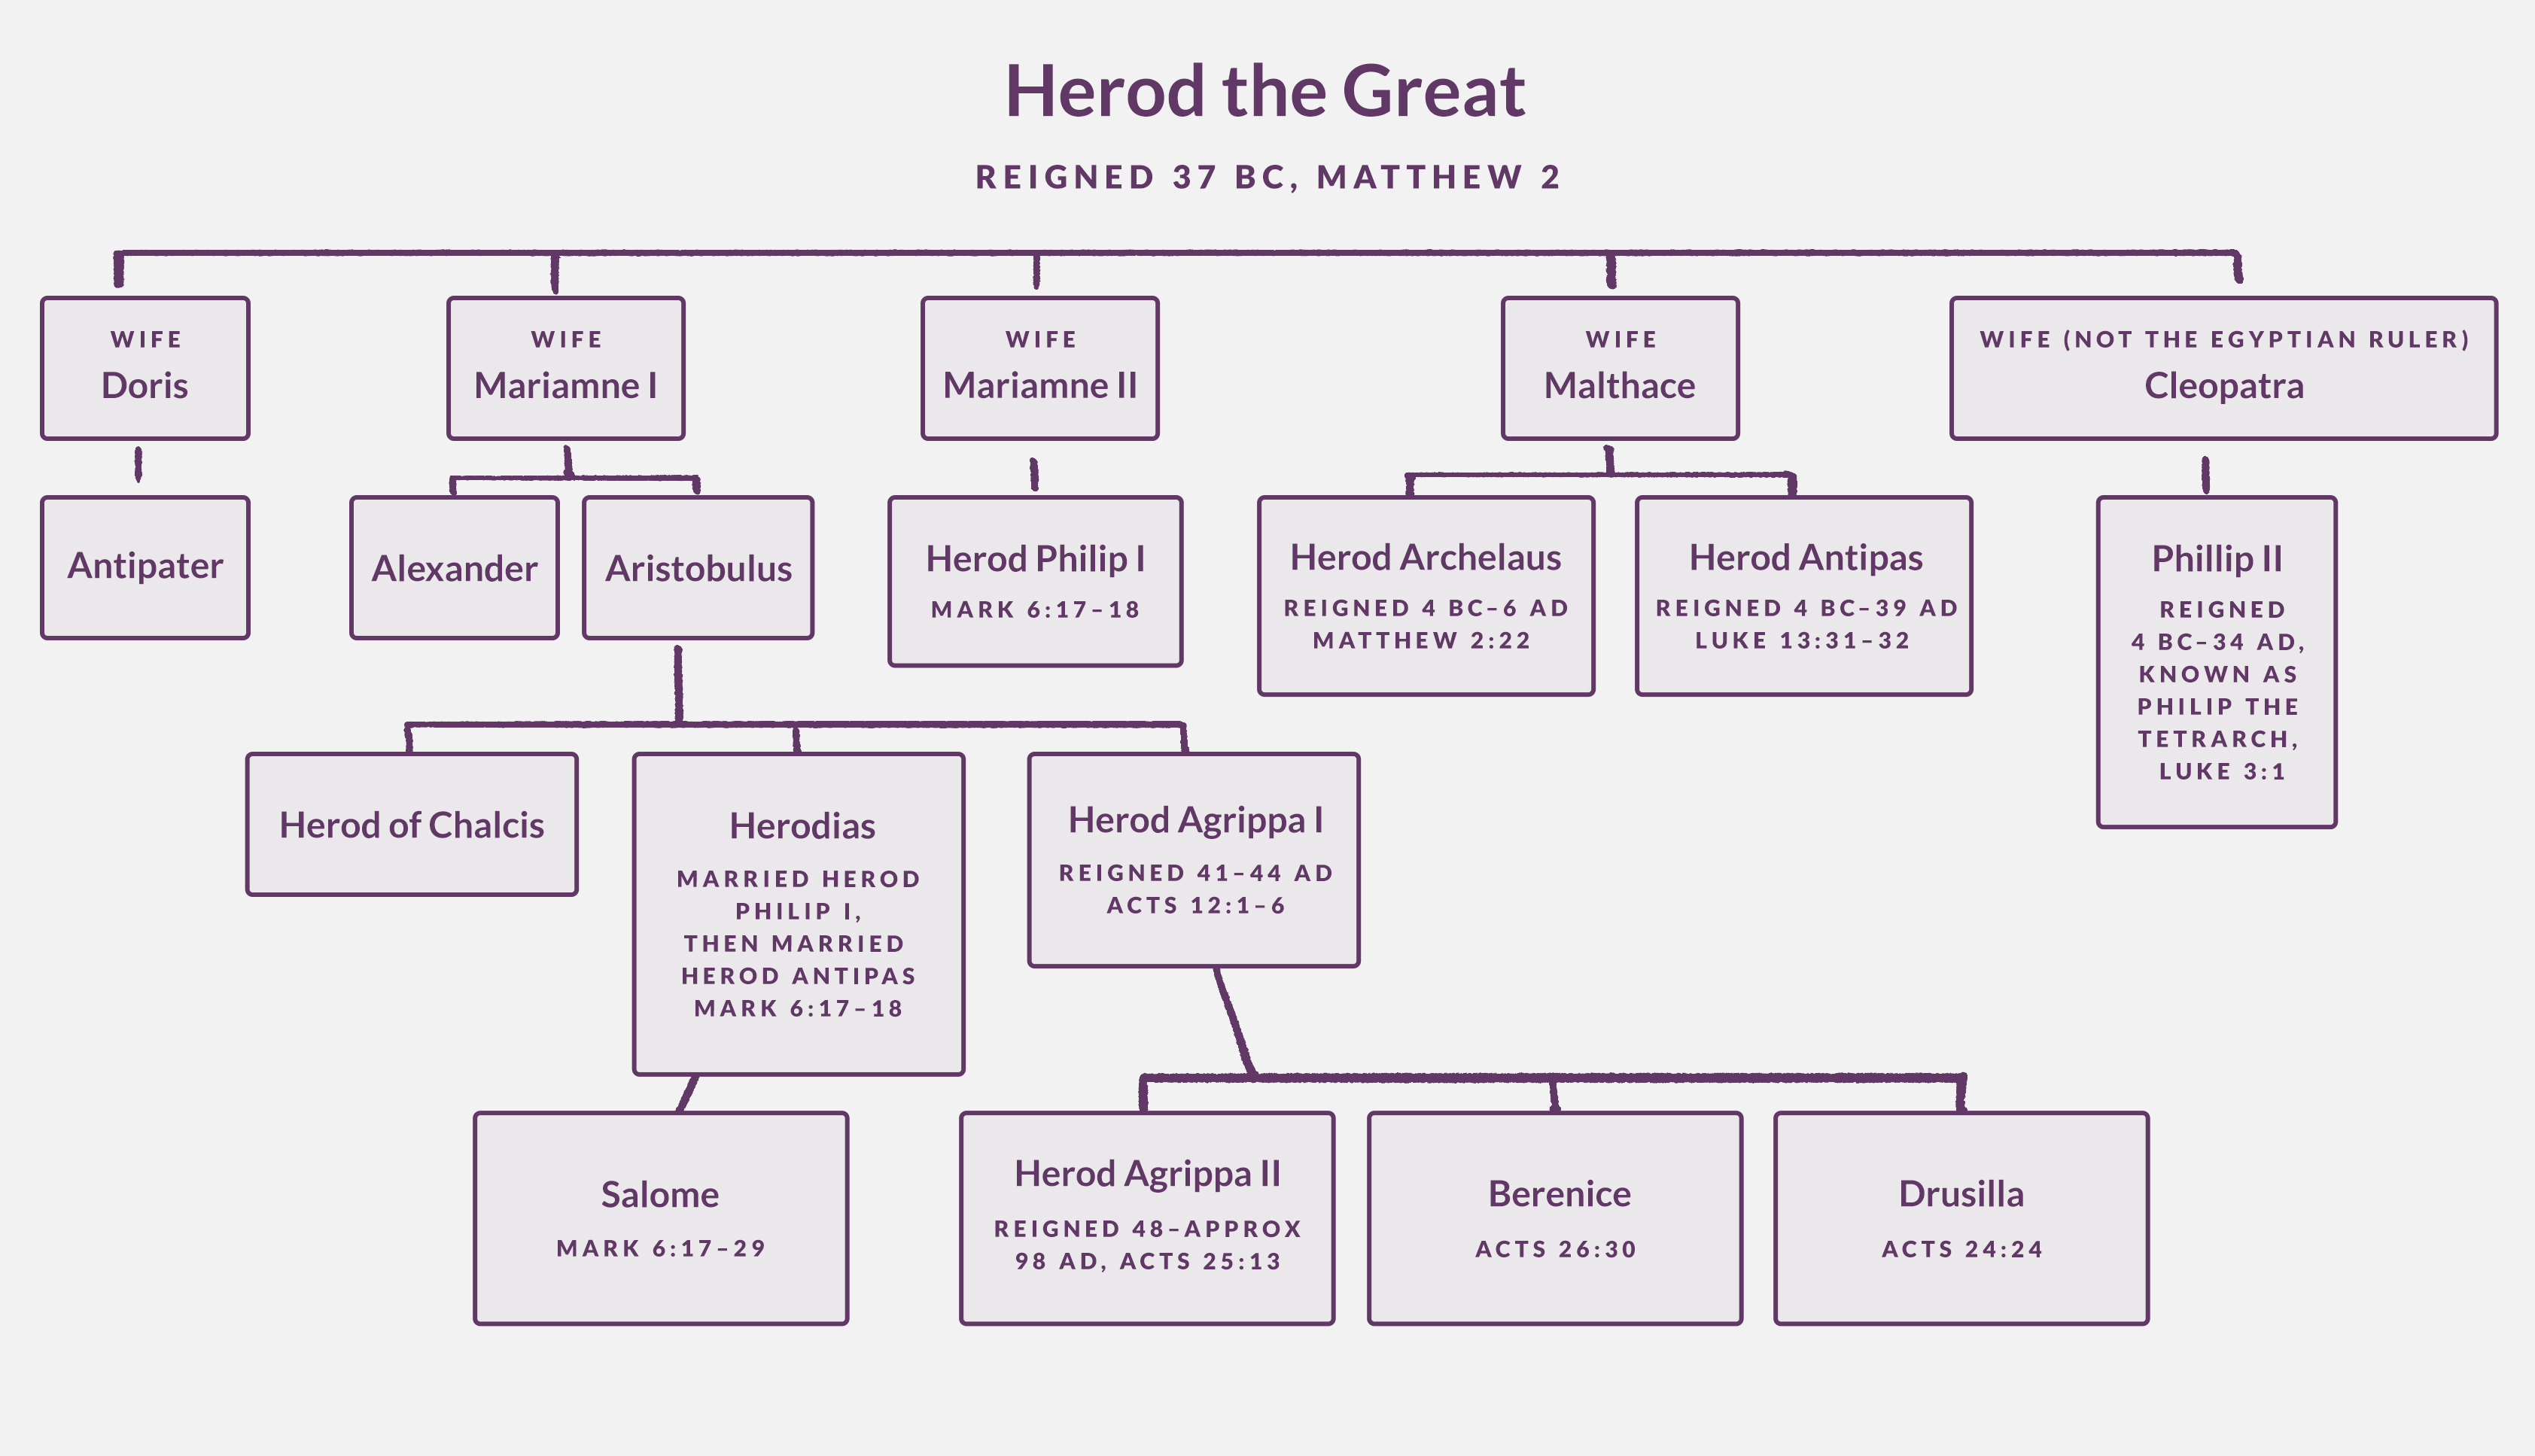 Herod the Great
REIGNED 37 BC, MATTHEW 2
WIFE
Doris
WIFE
Mariamne I
WIFE
Mariamne II
WIFE
Malthace
WIFE (NOT THE EGYPTIAN RULER)
Cleopatra
Antipater
Alexander
Aristobulus
Herod Philip I
MARK 6:17–18
Herod Archelaus
REIGNED 4 BC–6 AD
MATTHEW 2:22
Herod Antipas
REIGNED 4 BC–39 AD
LUKE 13:31–32
Phillip II
REIGNED
4 BC–34 AD,
KNOWN AS
PHILIP THE
TETRARCH,
LUKE 3:1
Herod of Chalcis
Herodias
MARRIED HEROD
PHILIP I,
THEN MARRIED
HEROD ANTIPAS
MARK 6:17–18
Herod Agrippa I
REIGNED 41–44 AD
ACTS 12:1–6
Salome
MARK 6:17–29
Herod Agrippa II
REIGNED 48–APPROX
98 AD, ACTS 25:13
Berenice
ACTS 26:30
Drusilla
ACTS 24:24